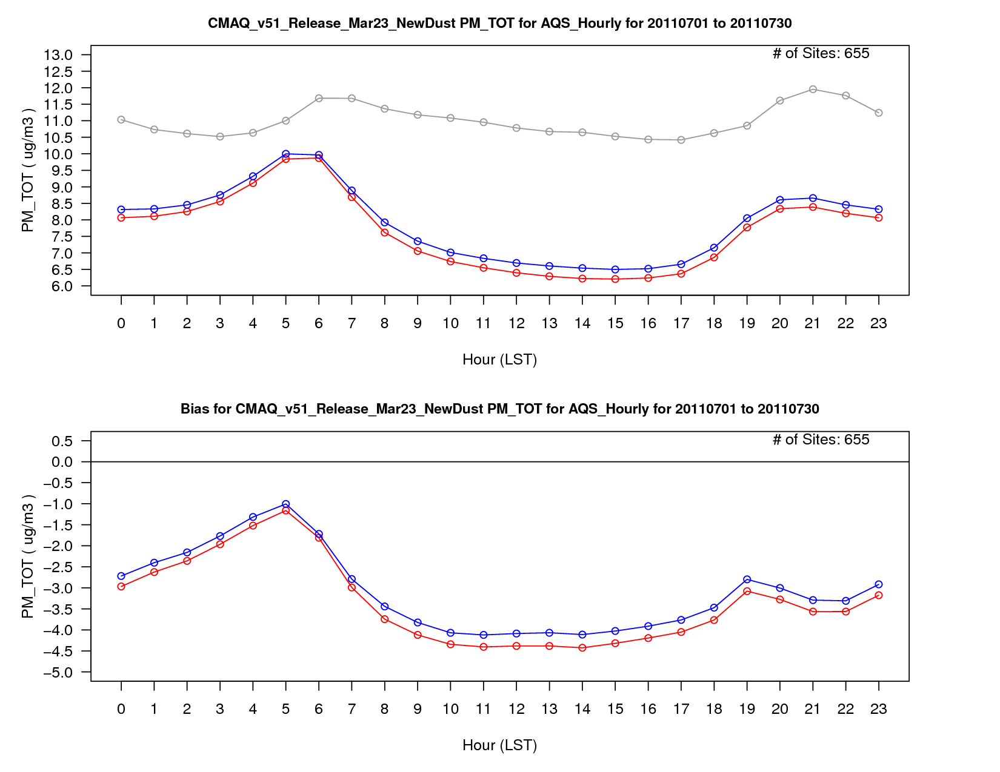 CMAQ_v51_Release_Mar23_NewDust PM_TOT for AQS_Hourly for 20110701 to 20110730
# of Sites: 655
PM_TOT ( ug/m3 )
13.0
12.5
12.0
11.5
11.0
10.5
10.0
9.5
9.0
8.5
8.0
7.5
7.0
6.5
6.0
0 1 2 3 4 5 6 7 8 9 10 11 12 13 14 15 16 17 18 19 20 21 22 23
Hour (LST)
Bias for CMAQ_v51_Release_Mar23_NewDust PM_TOT for AQS_Hourly for 20110701 to 20110730
# of Sites: 655
PM_TOT ( ug/m3 )
0.5
0.0
−0.5
−1.0
−1.5
−2.0
−2.5
−3.0
−3.5
−4.0
−4.5
−5.0
0 1 2 3 4 5 6 7 8 9 10 11 12 13 14 15 16 17 18 19 20 21 22 23
Hour (LST)